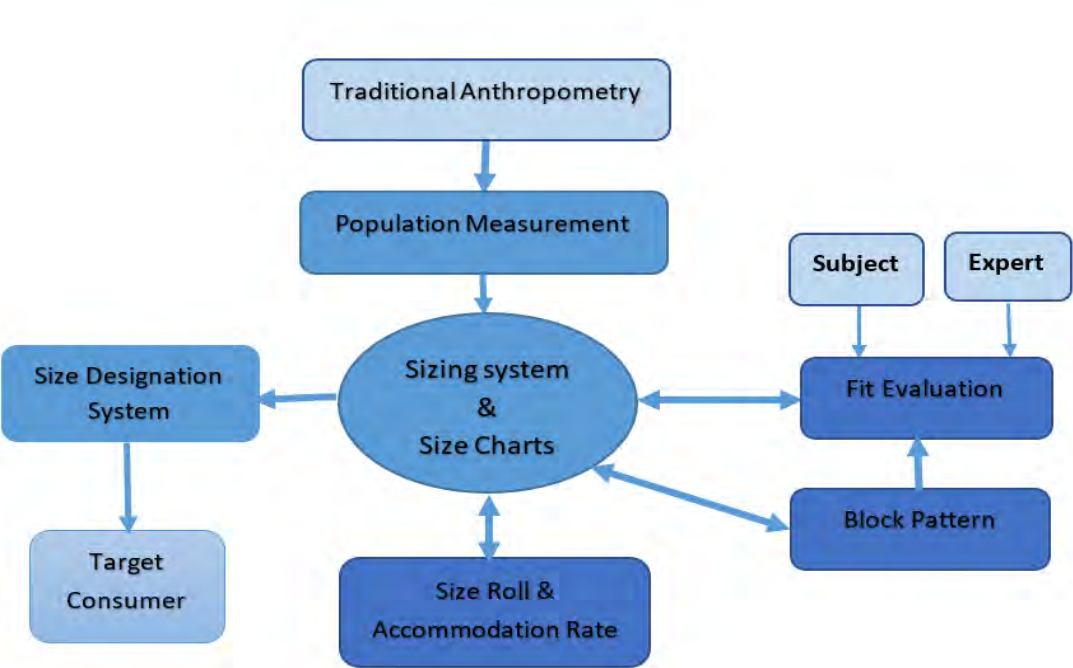 Traditional Anthropometry
Population Measurement
Subject
Expert
Sizing system
&
Size Charts
Size Designation
System
Fit Evaluation
Block Pattern
Target
Consumer
Size Roll &
Accommodation Rate